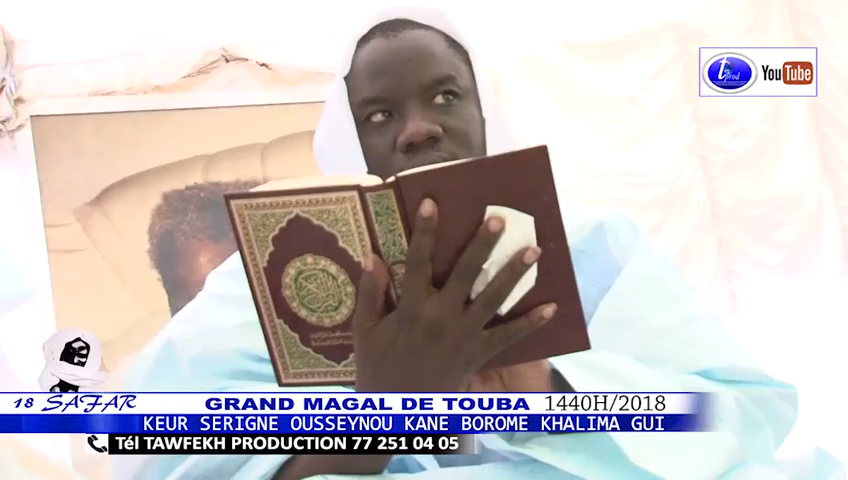 tprod
YouTube
18 SAFAR
GRAND MAGAL DE TOUBA 1440H/2018
KEUR SERIGNE OUSSEYNOU KANE BOROME KHALIMA GUI
Tél TAWFEKH PRODUCTION 77 251 04 05